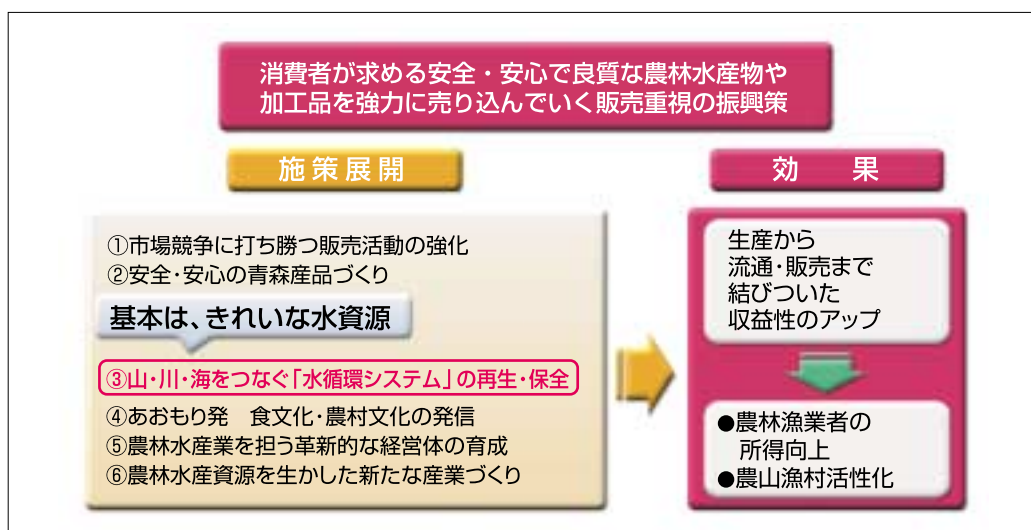 消費者が求める安全・安心で良質な農林水産物や
加工品を強力に売り込んでいく販売重視の振興策
施策展開
①市場競争に打ち勝つ販売活動の強化
②安全・安心の青森産品づくり
基本は、きれいな水資源
③山・川・海をつなぐ「水循環システム」の再生・保全
④あおもり発　食文化・農村文化の発信
⑤農林水産業を担う革新的な経営体の育成
⑥農林水産資源を生かした新たな産業づくり
効　果
生産から
流通・販売まで
結びついた
収益性のアップ
●農林漁業者の
所得向上
●農山漁村活性化